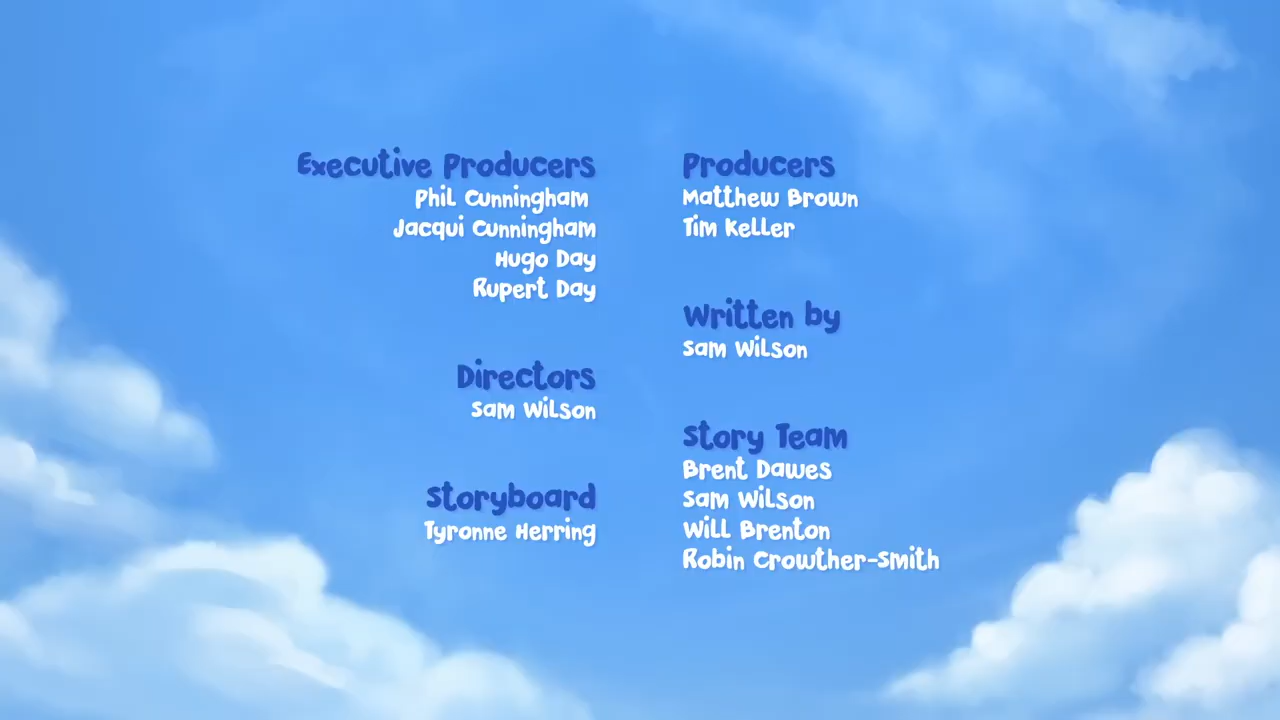 Executive Producers
Phil Cunningham
Jacqui Cunningham
Hugo Day
Rupert Day
Directors
Sam Wilson
Storyboard
Tyronne Herring
Producers
Matthew Brown
Tim Keller
Written by
Sam Wilson
Story Team
Brent Dawes
Sam Wilson
Will Brenton
Robin Crowther-Smith